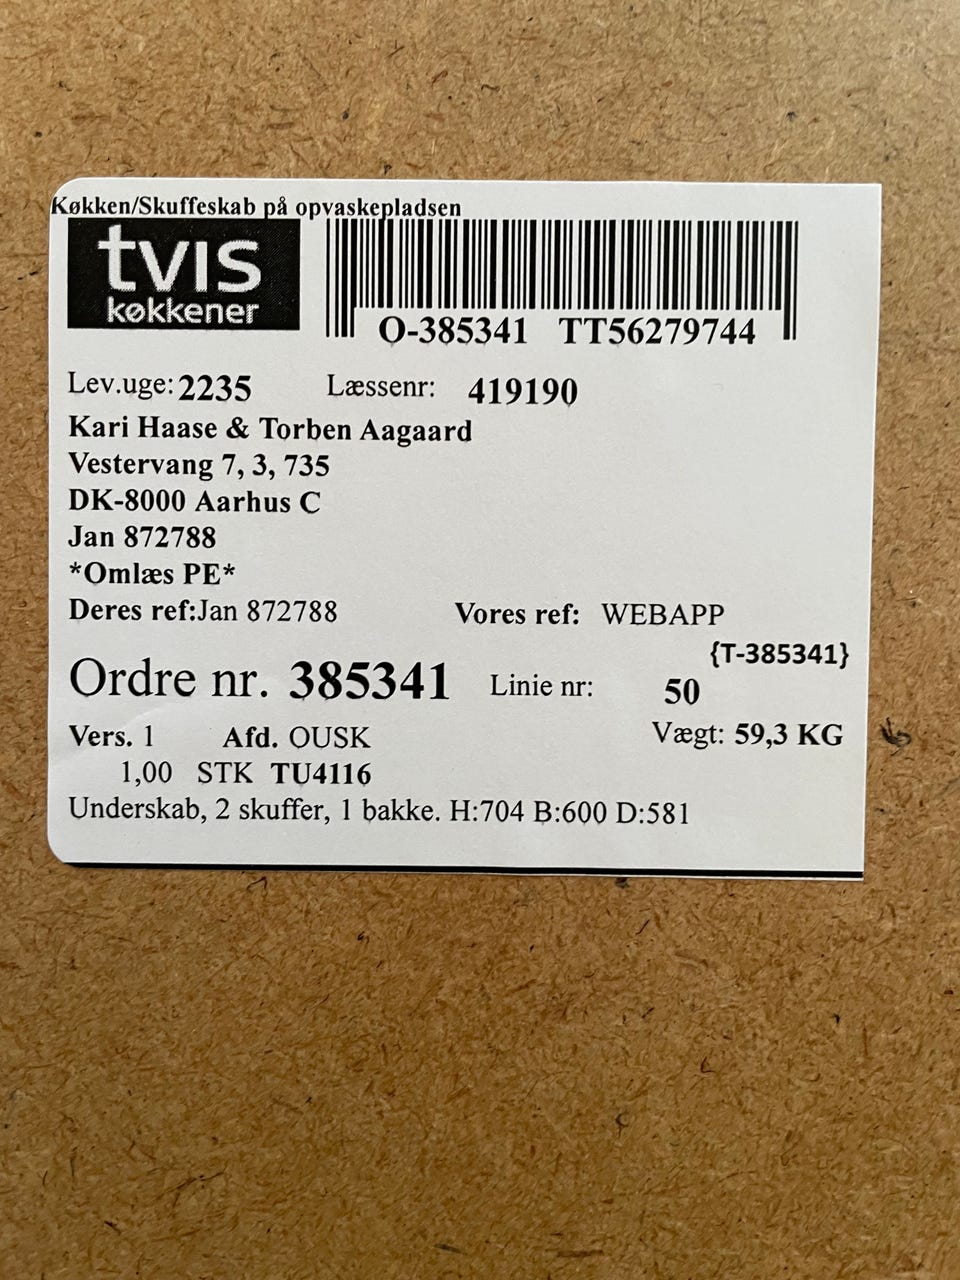 Køkken/Skuffeskab på opvaskepladsen
tvis
køkkener
O-385341 TT56279744
Lev.uge: 2235 Læssenr: 419190
Kari Haase & Torben Aagaard
Vestervang 7, 3, 735
DK-8000 Aarhus C
Jan 872788
*Omlæs PE*
Deres ref:Jan 872788 Vores ref: WEBAPP
{T-385341}
Ordre nr. 385341 Linie nr: 50
Vers. 1 Afd. OUSK Vægt: 59,3 KG
1,00 STK TU4116
Underskab, 2 skuffer, 1 bakke. H:704 B:600 D:581